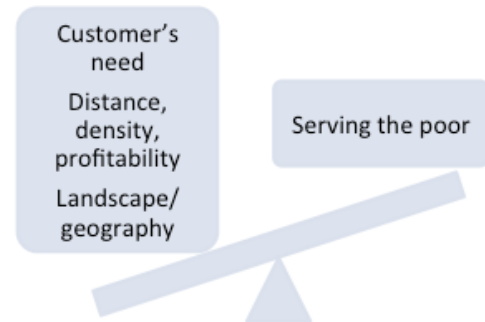 Customer’s
need
Distance,
density,
profitability
Landscape/
geography
Serving the poor